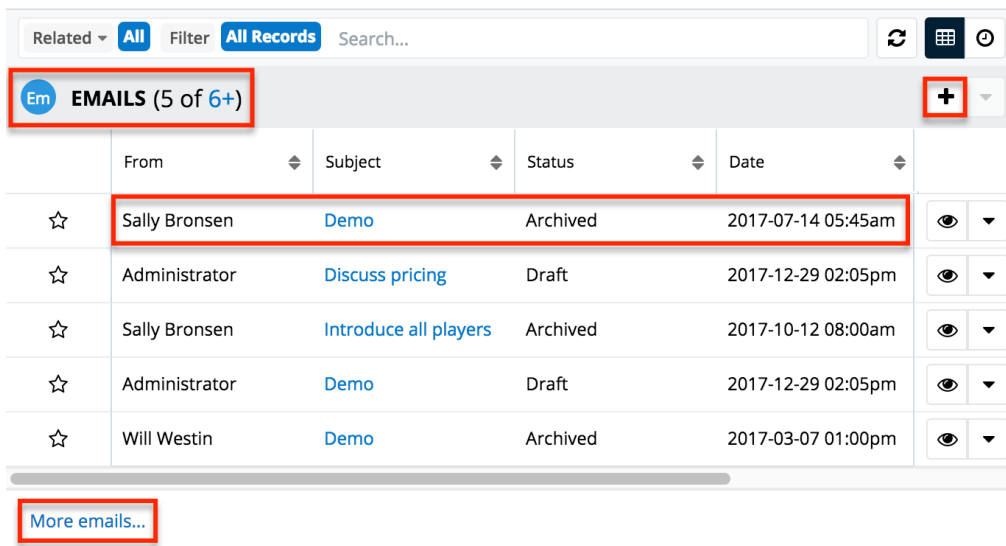 Related All Filter All Records Search...
Em EMAILS (5 of 6+)
From Subject Status Date
Sally Bronsen Demo Archived 2017-07-14 05:45am
Administrator Discuss pricing Draft 2017-12-29 02:05pm
Sally Bronsen Introduce all players Archived 2017-10-12 08:00am
Administrator Demo Draft 2017-12-29 02:05pm
Will Westin Demo Archived 2017-03-07 01:00pm
More emails...